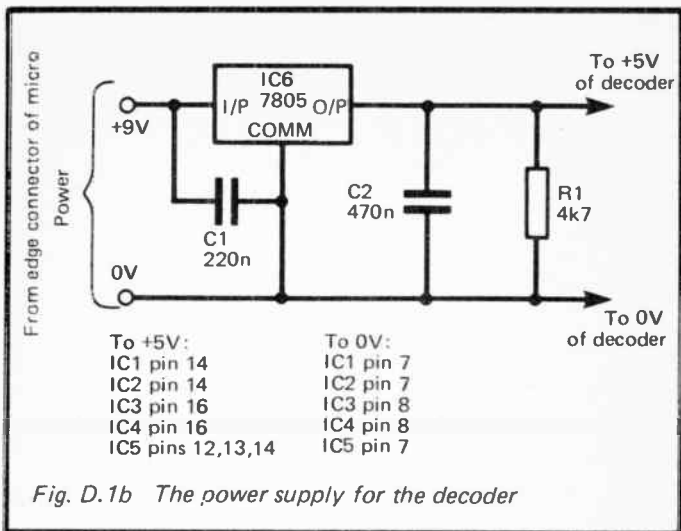 From edge connector of micro
Power
+9V
0V
IC6
I/P 7805 O/P
COMM
C1
220n
C2
470n
R1
4k7
To +5V
of decoder
To 0V
of decoder
To +5V:
IC1 pin 14
IC2 pin 14
IC3 pin 16
IC4 pin 16
IC5 pins 12,13,14
To 0V:
IC1 pin 7
IC2 pin 7
IC3 pin 8
IC4 pin 8
IC5 pin 7
Fig. D.1b The power supply for the decoder